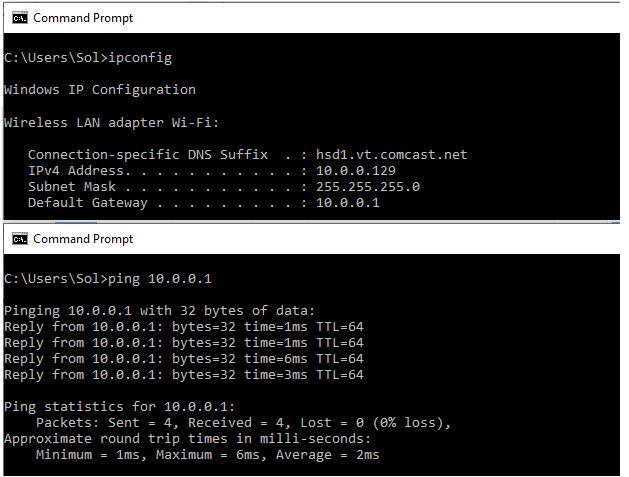 Command Prompt
C:\Users\Sol>ipconfig
Windows IP Configuration
Wireless LAN adapter Wi-Fi:
   Connection-specific DNS Suffix  . : hsd1.vt.comcast.net
   IPv4 Address. . . . . . . . . . . : 10.0.0.129
   Subnet Mask . . . . . . . . . . . : 255.255.255.0
   Default Gateway . . . . . . . . . : 10.0.0.1
Command Prompt
C:\Users\Sol>ping 10.0.0.1
Pinging 10.0.0.1 with 32 bytes of data:
Reply from 10.0.0.1: bytes=32 time=1ms TTL=64
Reply from 10.0.0.1: bytes=32 time=1ms TTL=64
Reply from 10.0.0.1: bytes=32 time=6ms TTL=64
Reply from 10.0.0.1: bytes=32 time=3ms TTL=64
Ping statistics for 10.0.0.1:
    Packets: Sent = 4, Received = 4, Lost = 0 (0% loss),
Approximate round trip times in milli-seconds:
    Minimum = 1ms, Maximum = 6ms, Average = 2ms